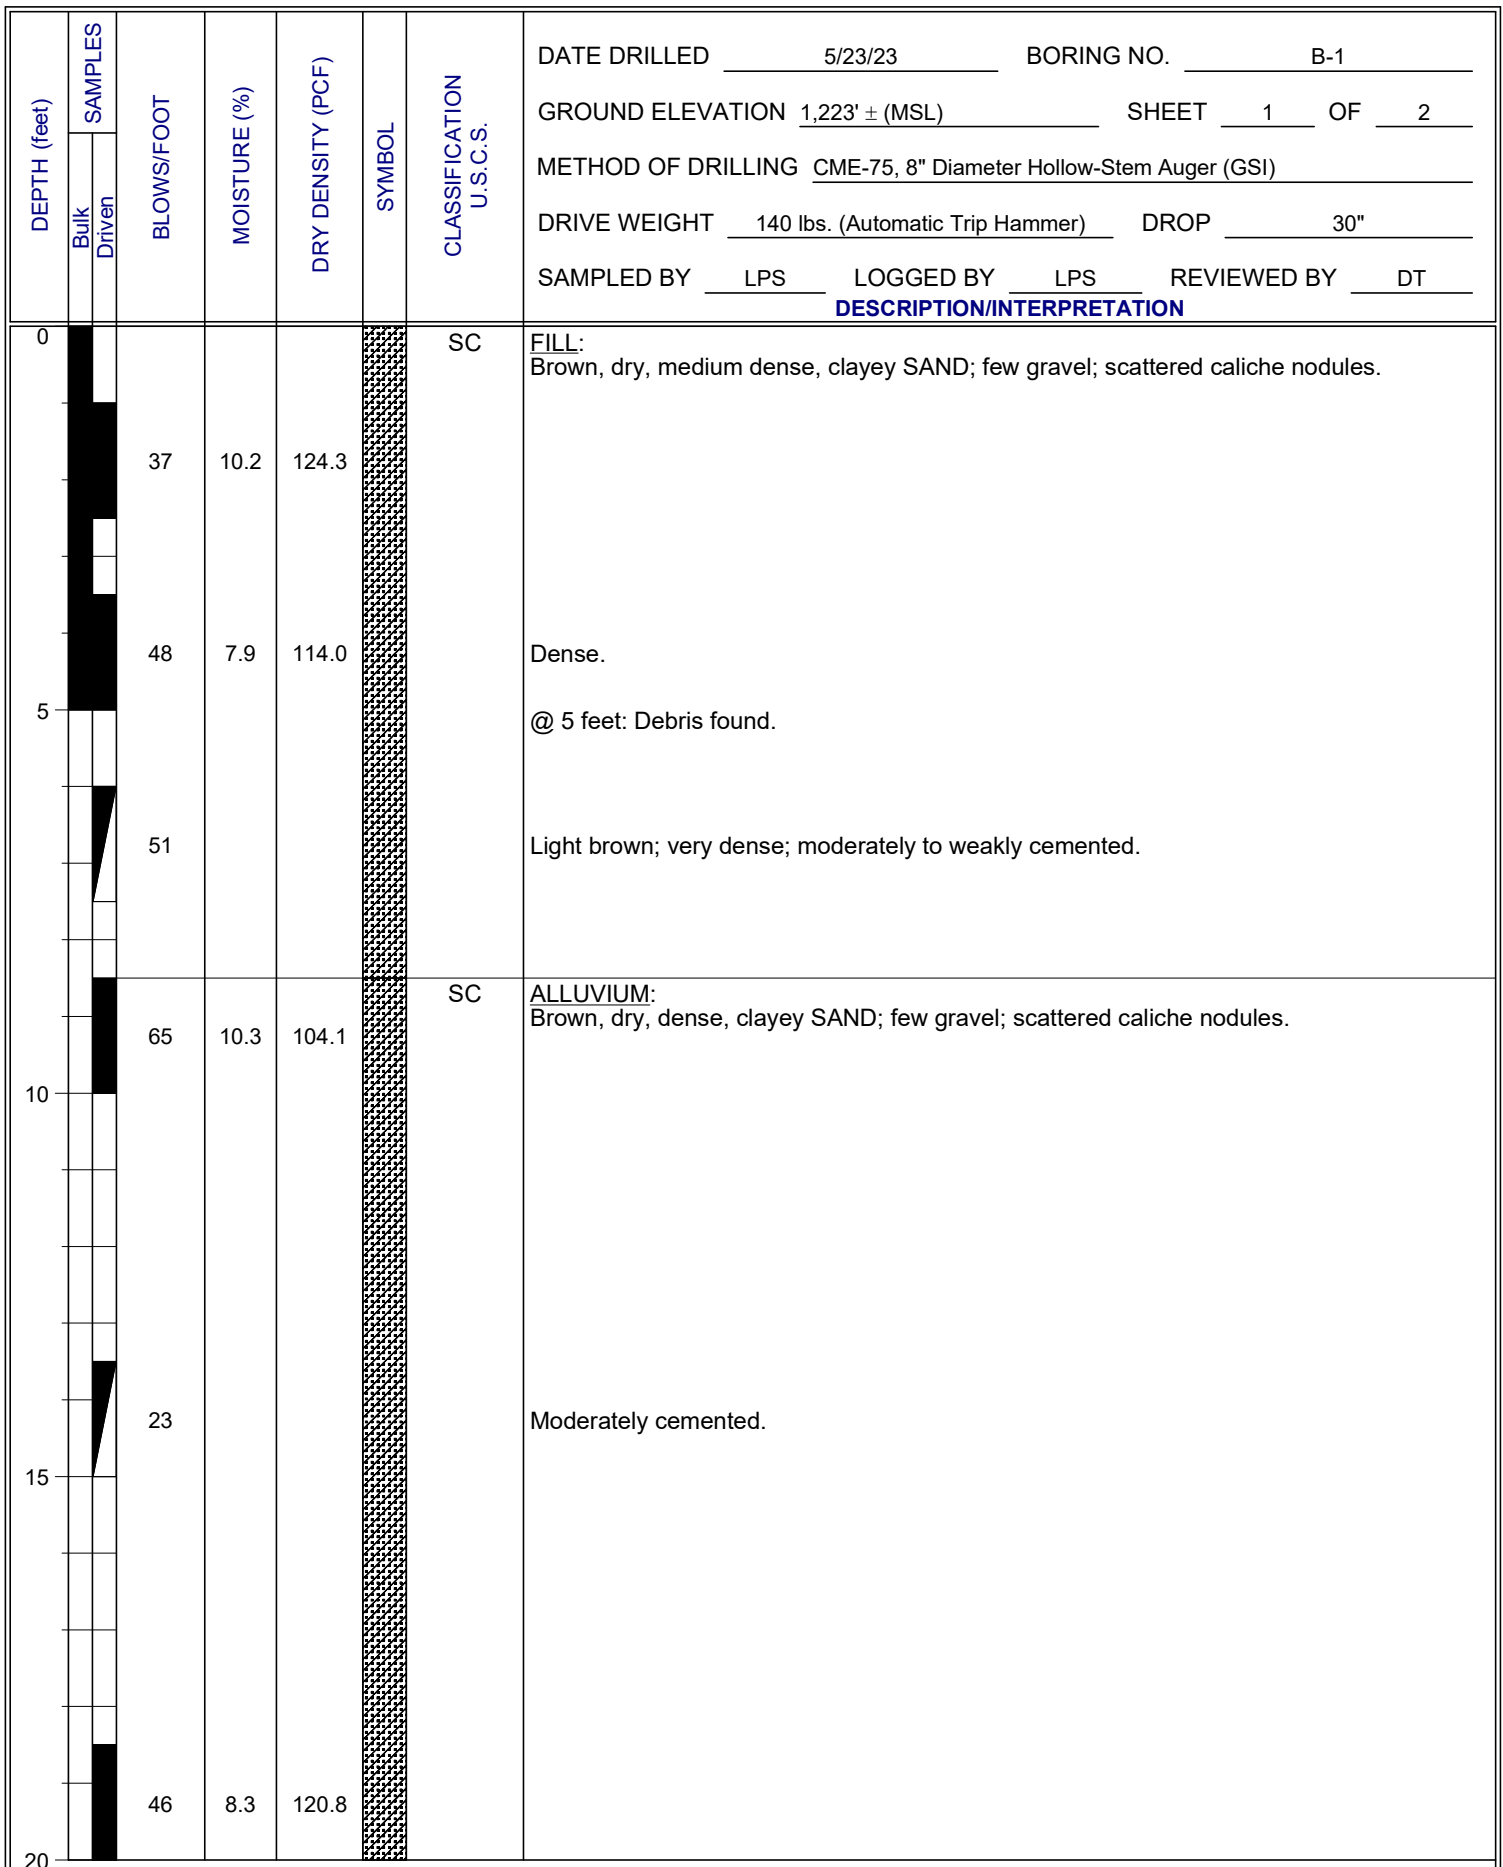 DEPTH (feet)
SAMPLES
Bulk
Driven
BLOWS/FOOT
MOISTURE (%)
DRY DENSITY (PCF)
SYMBOL
CLASSIFICATION
U.S.C.S.
DATE DRILLED 5/23/23 BORING NO. B-1
GROUND ELEVATION 1,223' ± (MSL) SHEET 1 OF 2
METHOD OF DRILLING CME-75, 8" Diameter Hollow-Stem Auger (GSI)
DRIVE WEIGHT 140 lbs. (Automatic Trip Hammer) DROP 30"
SAMPLED BY LPS LOGGED BY LPS REVIEWED BY DT
DESCRIPTION/INTERPRETATION
0 SC FILL:
Brown, dry, medium dense, clayey SAND; few gravel; scattered caliche nodules.
37 10.2 124.3
48 7.9 114.0 Dense.
5 @ 5 feet: Debris found.
51 Light brown; very dense; moderately to weakly cemented.
SC ALLUVIUM:
Brown, dry, dense, clayey SAND; few gravel; scattered caliche nodules.
65 10.3 104.1
10
23 Moderately cemented.
15
46 8.3 120.8
20